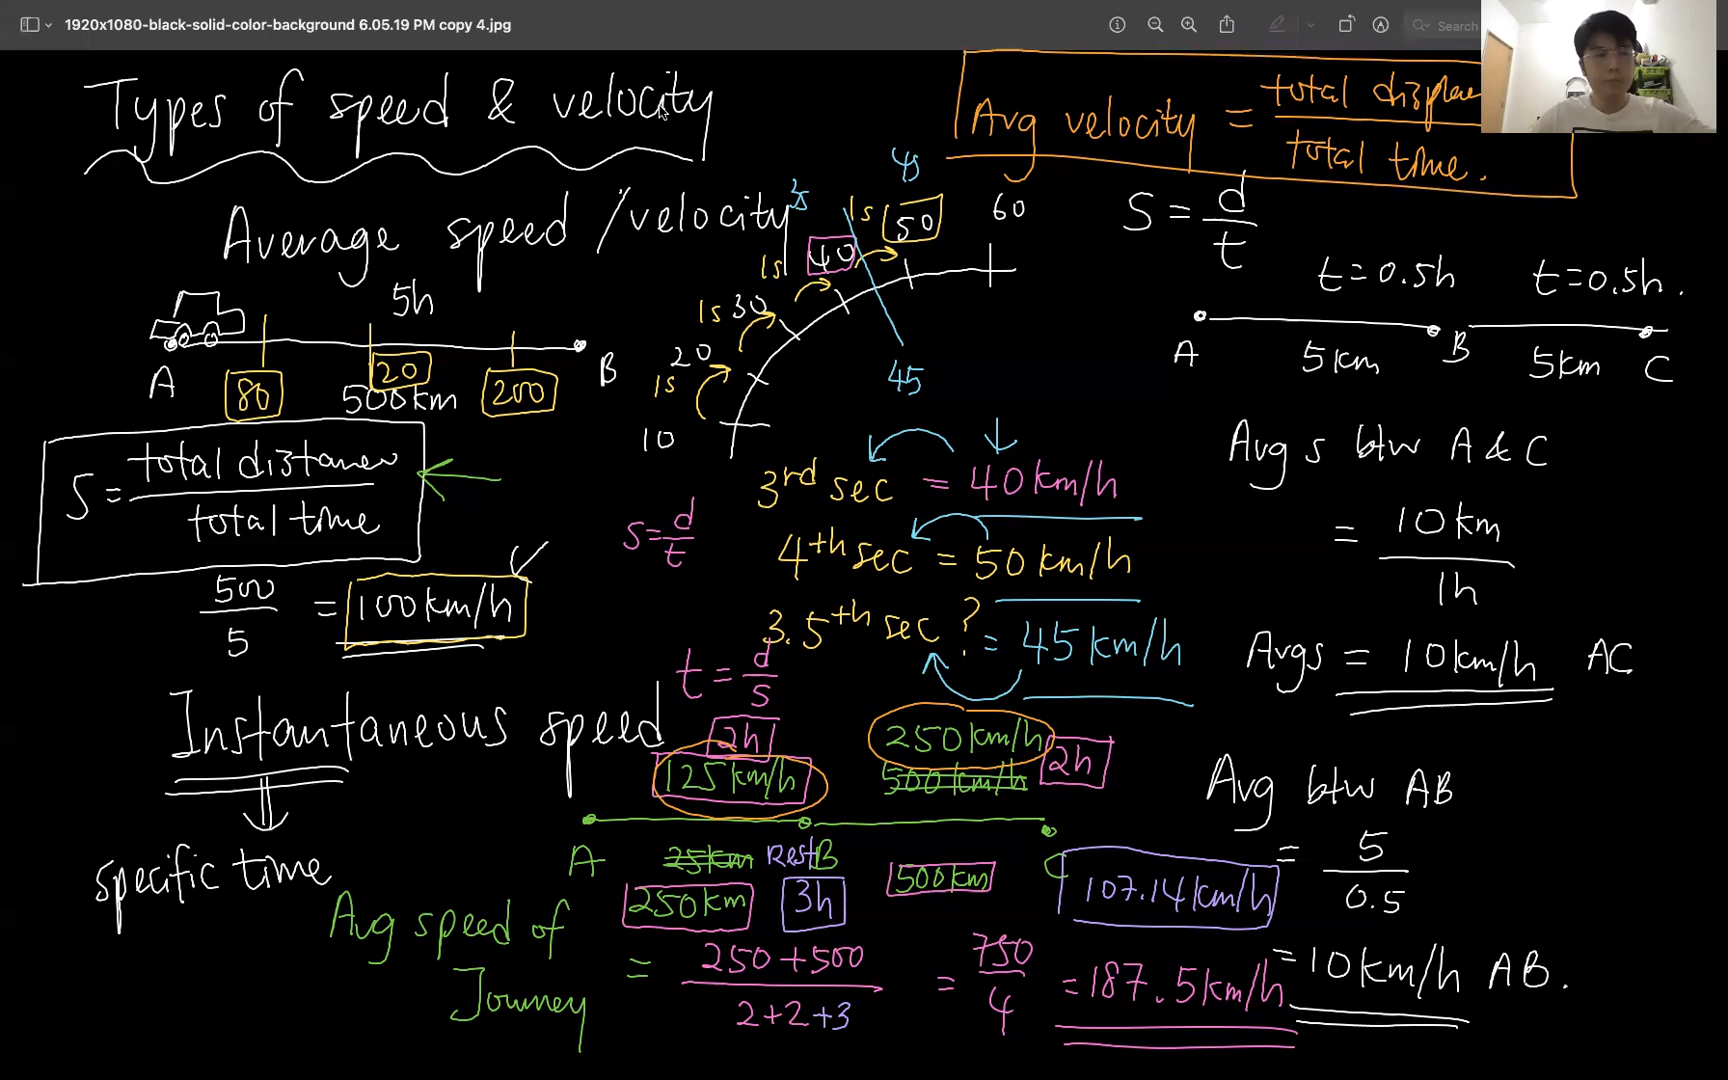 1920x1080-black-solid-color-background 6.05.19 PM copy 4.jpg
Search
Types of speed & velocity
Avg velocity = total
total time.
Average speed / velocity
S = d
t
5h
A
B
80
20
200
500km
S = total distance
total time
500
5
= 100km/h
Instantaneous speed
specific time
10
20
30
40
50
60
1s
1s
1s
1s
4s
45
3rd sec = 40km/h
4th sec = 50km/h
3.5th sec? = 45km/h
s = d
t
t = d
s
2h
125km/h
250km/h
500km/h
2h
A
25km
Rest
B
C
250km
3h
500km
107.14km/h
Avg speed of
Journey
= 250+500
2+2+3
= 750
4
= 187.5km/h
t=0.5h
t=0.5h.
A
5km
B
5km
C
Avg s btw A & C
= 10km
1h
Avg s = 10km/h AC
Avg btw AB
= 5
0.5
= 10km/h AB.